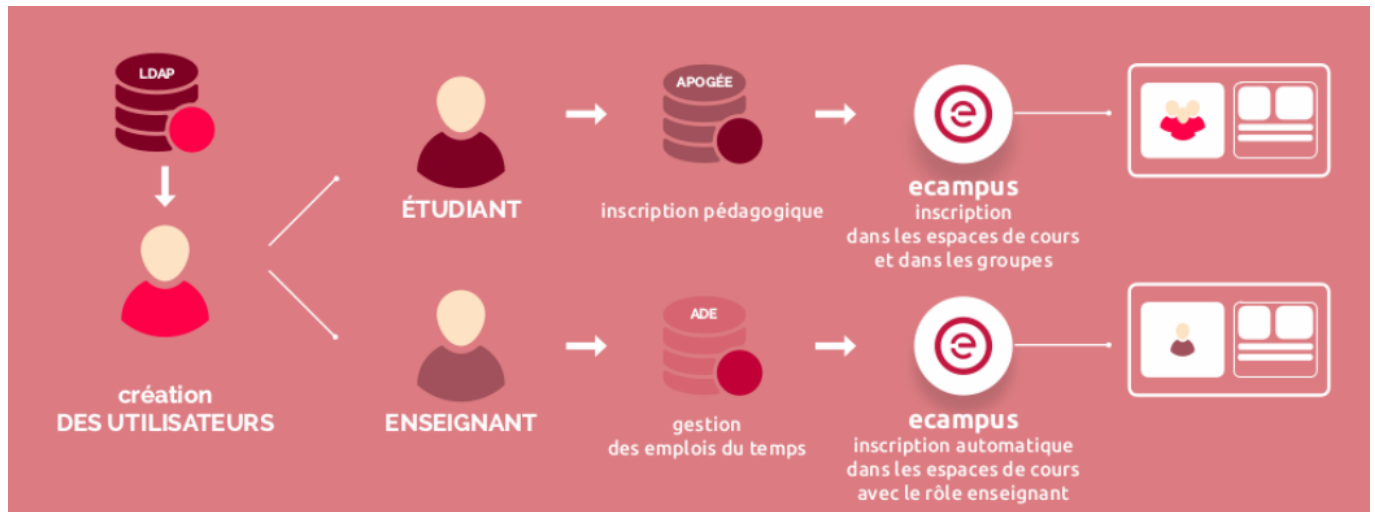 LDAP
création
DES UTILISATEURS
ÉTUDIANT
APOGÉE
inscription pédagogique
ecampus
inscription
dans les espaces de cours
et dans les groupes
ENSEIGNANT
ADE
gestion
des emplois du temps
ecampus
inscription automatique
dans les espaces de cours
avec le rôle enseignant